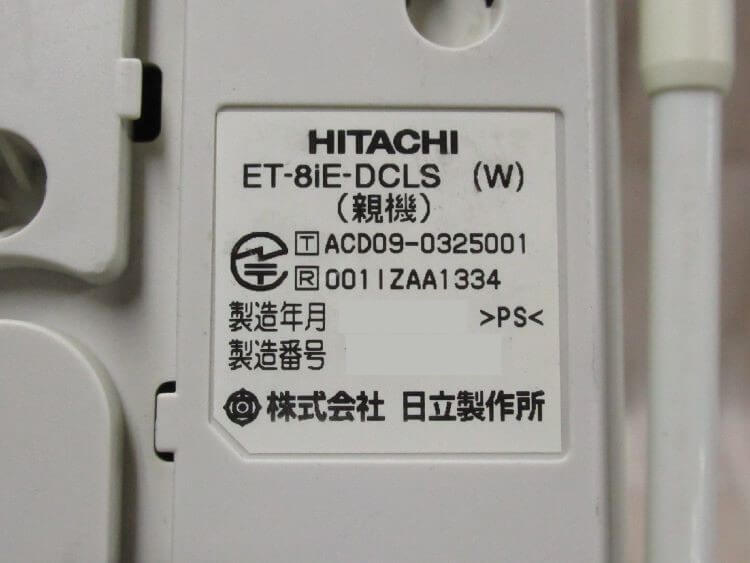 HITACHI
ET-8iE-DCLS (W)
(親機)
T ACD09-0325001
R 001IZAA1334
製造年月 >PS<
製造番号
株式会社 日立製作所